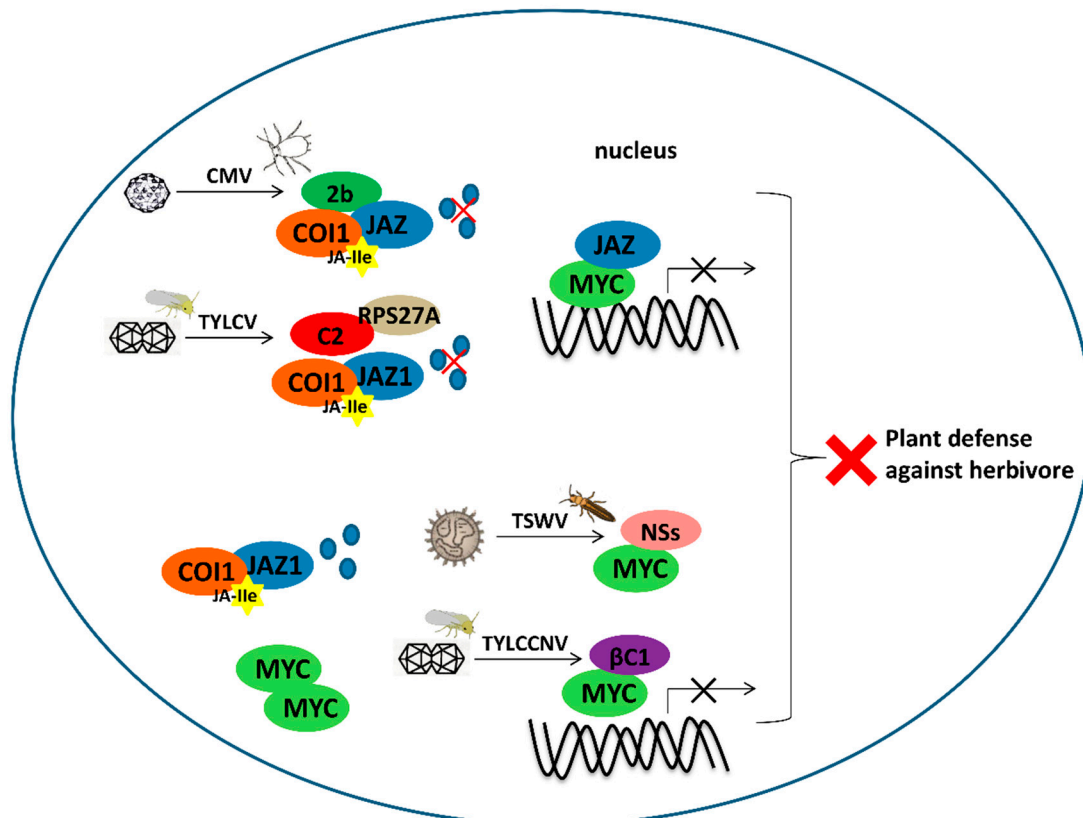 nucleus
CMV
2b
COI1
JAZ
JA-Ile
JAZ
MYC
TYLCV
RPS27A
C2
COI1
JAZ1
JA-Ile
Plant defense
against herbivore
TSWV
NSs
MYC
COI1
JAZ1
JA-Ile
TYLCCNV
βC1
MYC
MYC
MYC